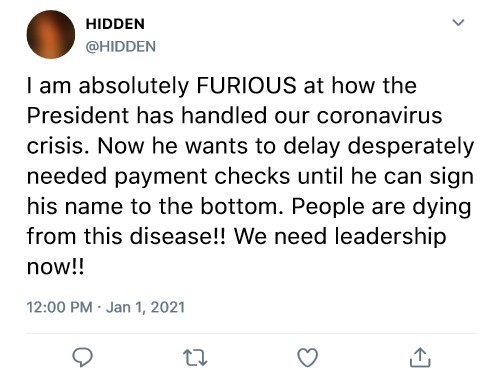 HIDDEN
@HIDDEN
I am absolutely FURIOUS at how the
President has handled our coronavirus
crisis. Now he wants to delay desperately
needed payment checks until he can sign
his name to the bottom. People are dying
from this disease!! We need leadership
now!!
12:00 PM · Jan 1, 2021